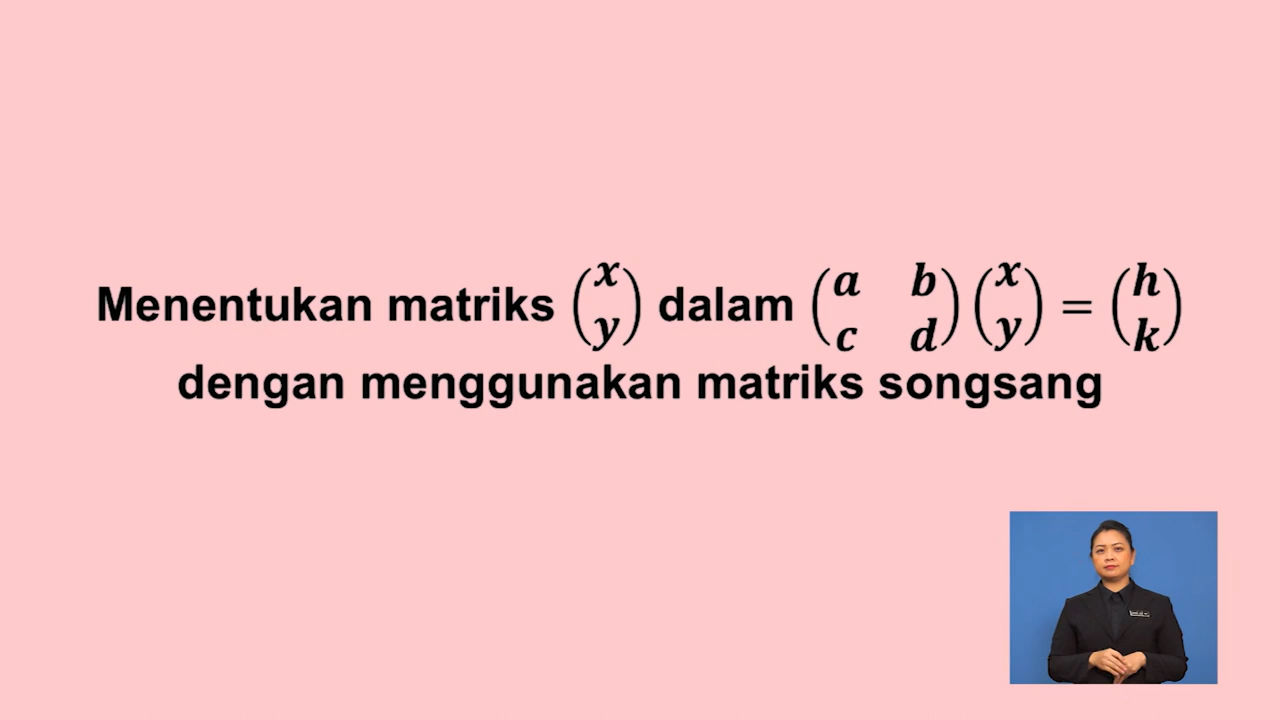 Menentukan matriks (x y) dalam (a b c d)(x y) = (h k)
dengan menggunakan matriks songsang